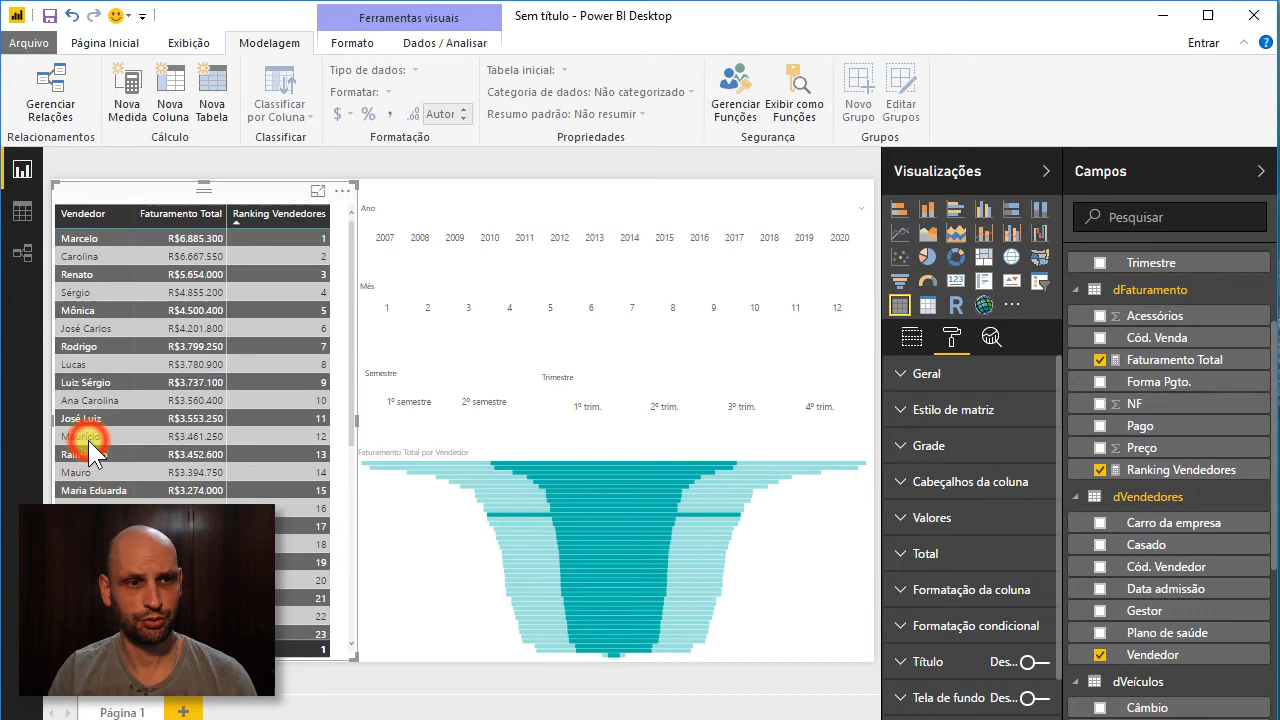 Ferramentas visuais
Sem título - Power BI Desktop
Arquivo
Página Inicial
Exibição
Modelagem
Formato
Dados / Analisar
Entrar
Gerenciar Relações
Nova Medida
Nova Coluna
Nova Tabela
Classificar por Coluna
Tipo de dados:
Formatar:
$ % , .00 Autor
Tabela inicial:
Categoria de dados: Não categorizado
Resumo padrão: Não resumir
Gerenciar Funções
Exibir como Funções
Novo Grupo
Editar Grupos
Relacionamentos
Cálculo
Classificar
Formatação
Propriedades
Segurança
Grupos
Vendedor Faturamento Total Ranking Vendedores
Marcelo R$6.885.300 1
Carolina R$6.667.550 2
Renato R$5.654.000 3
Sérgio R$4.855.200 4
Mônica R$4.500.400 5
José Carlos R$4.201.800 6
Rodrigo R$3.799.250 7
Lucas R$3.780.900 8
Luiz Sérgio R$3.737.100 9
Ana Carolina R$3.560.400 10
José Luiz R$3.553.250 11
Maurício R$3.461.250 12
R$3.452.600 13
Mauro R$3.394.750 14
Maria Eduarda R$3.274.000 15
16
17
18
19
20
21
22
23
1
Ano
2007 2008 2009 2010 2011 2012 2013 2014 2015 2016 2017 2018 2019 2020
Mês
1 2 3 4 5 6 7 8 9 10 11 12
Semestre
1º semestre 2º semestre
Trimestre
1º trim. 2º trim. 3º trim. 4º trim.
Faturamento Total por Vendedor
Página 1
Visualizações
123
R
Geral
Estilo de matriz
Grade
Cabeçalhos da coluna
Valores
Total
Formatação da coluna
Formatação condicional
Título Des...
Tela de fundo Des...
Campos
Pesquisar
Trimestre
dFaturamento
Acessórios
Cód. Venda
Faturamento Total
Forma Pgto.
NF
Pago
Preço
Ranking Vendedores
dVendedores
Carro da empresa
Casado
Cód. Vendedor
Data admissão
Gestor
Plano de saúde
Vendedor
dVeículos
Câmbio